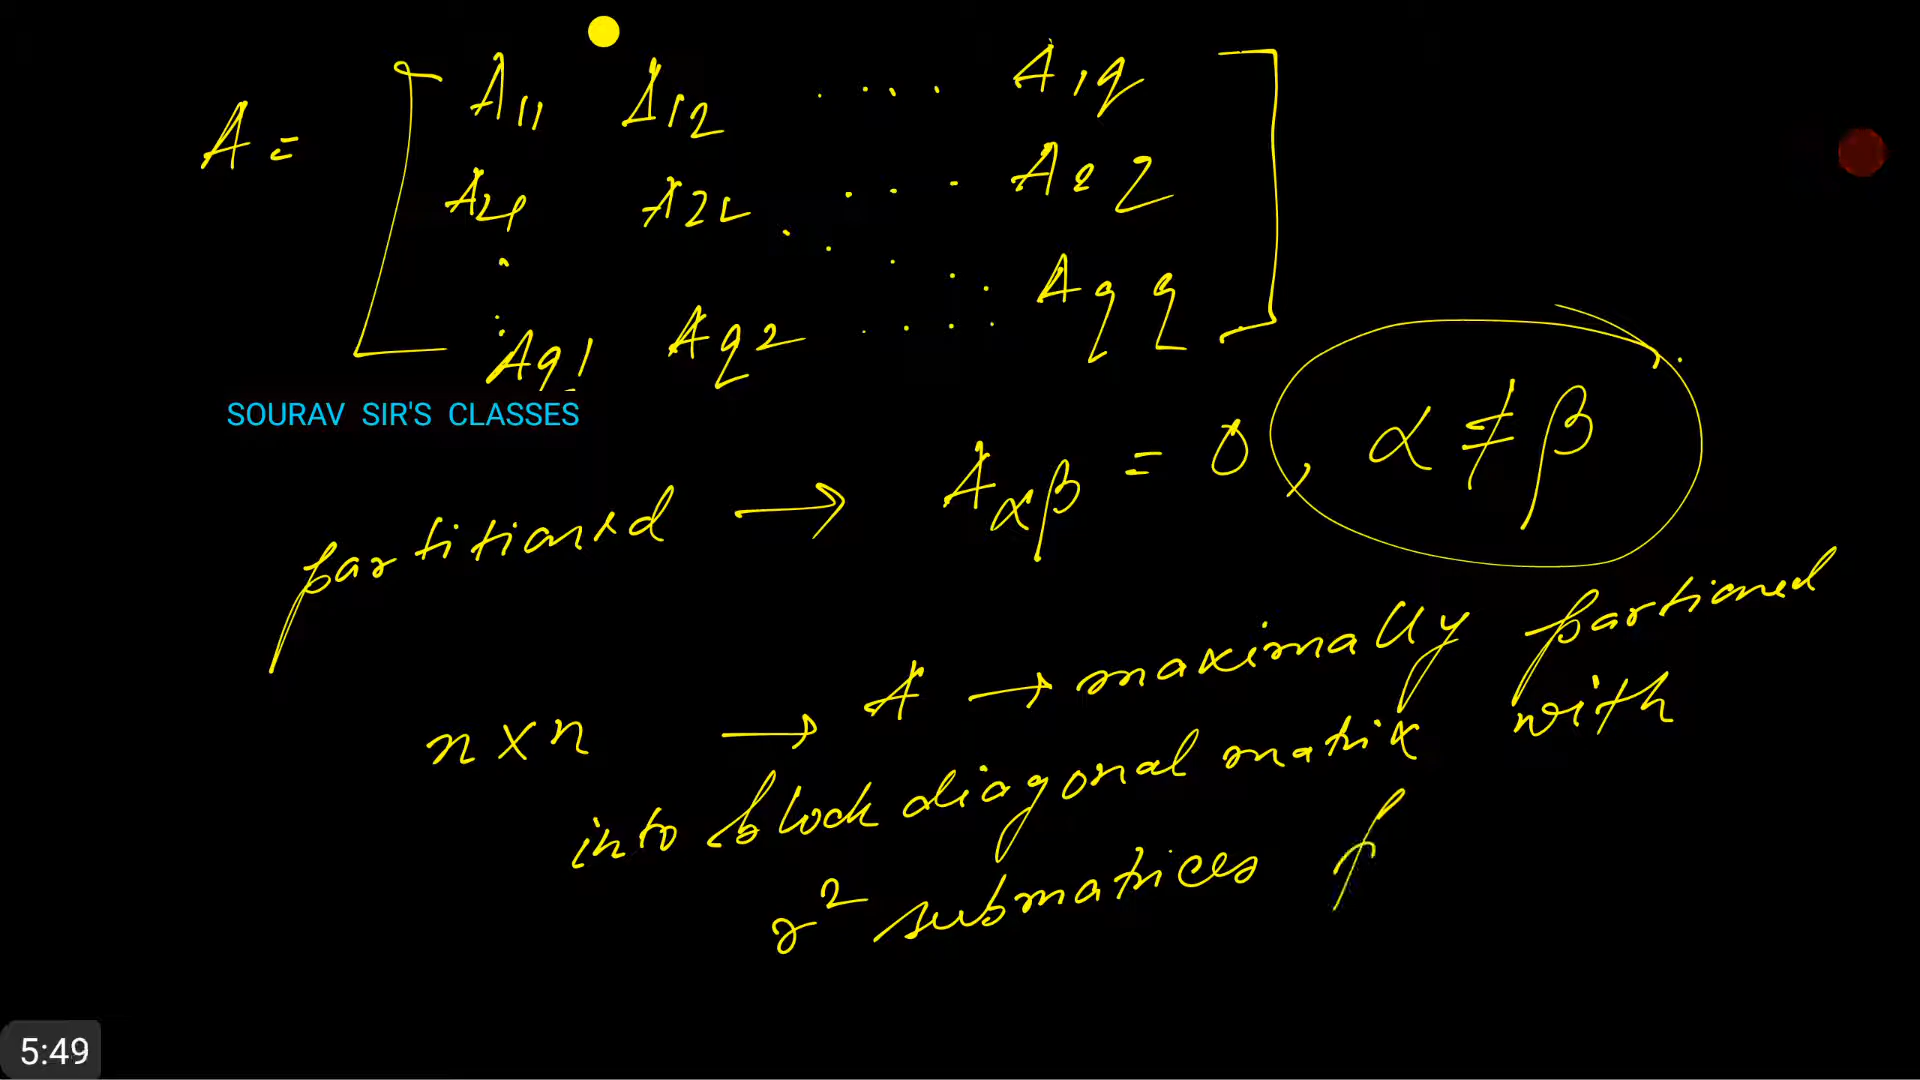 A = [ A11 A12 . ... A1q
A21 A22 ... A22
Aq1 Aq2 .... Aqq ]
SOURAV SIR'S CLASSES
partitioned → Aαβ = 0, α ≠ β
n×n → A → maximally partioned
into block diagonal matrix with
r² submatrices
5:49